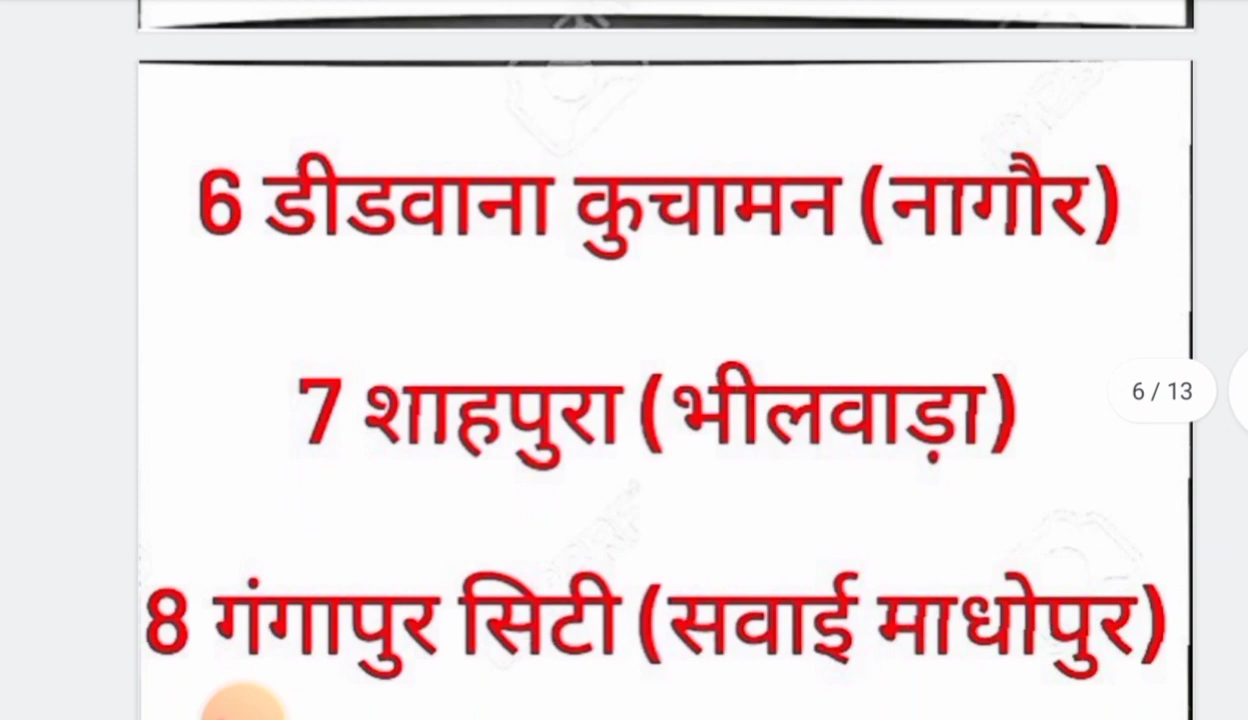 6 डीडवाना कुचामन (नागौर)
7 शाहपुरा (भीलवाड़ा)
6 / 13
8 गंगापुर सिटी (सवाई माधोपुर)